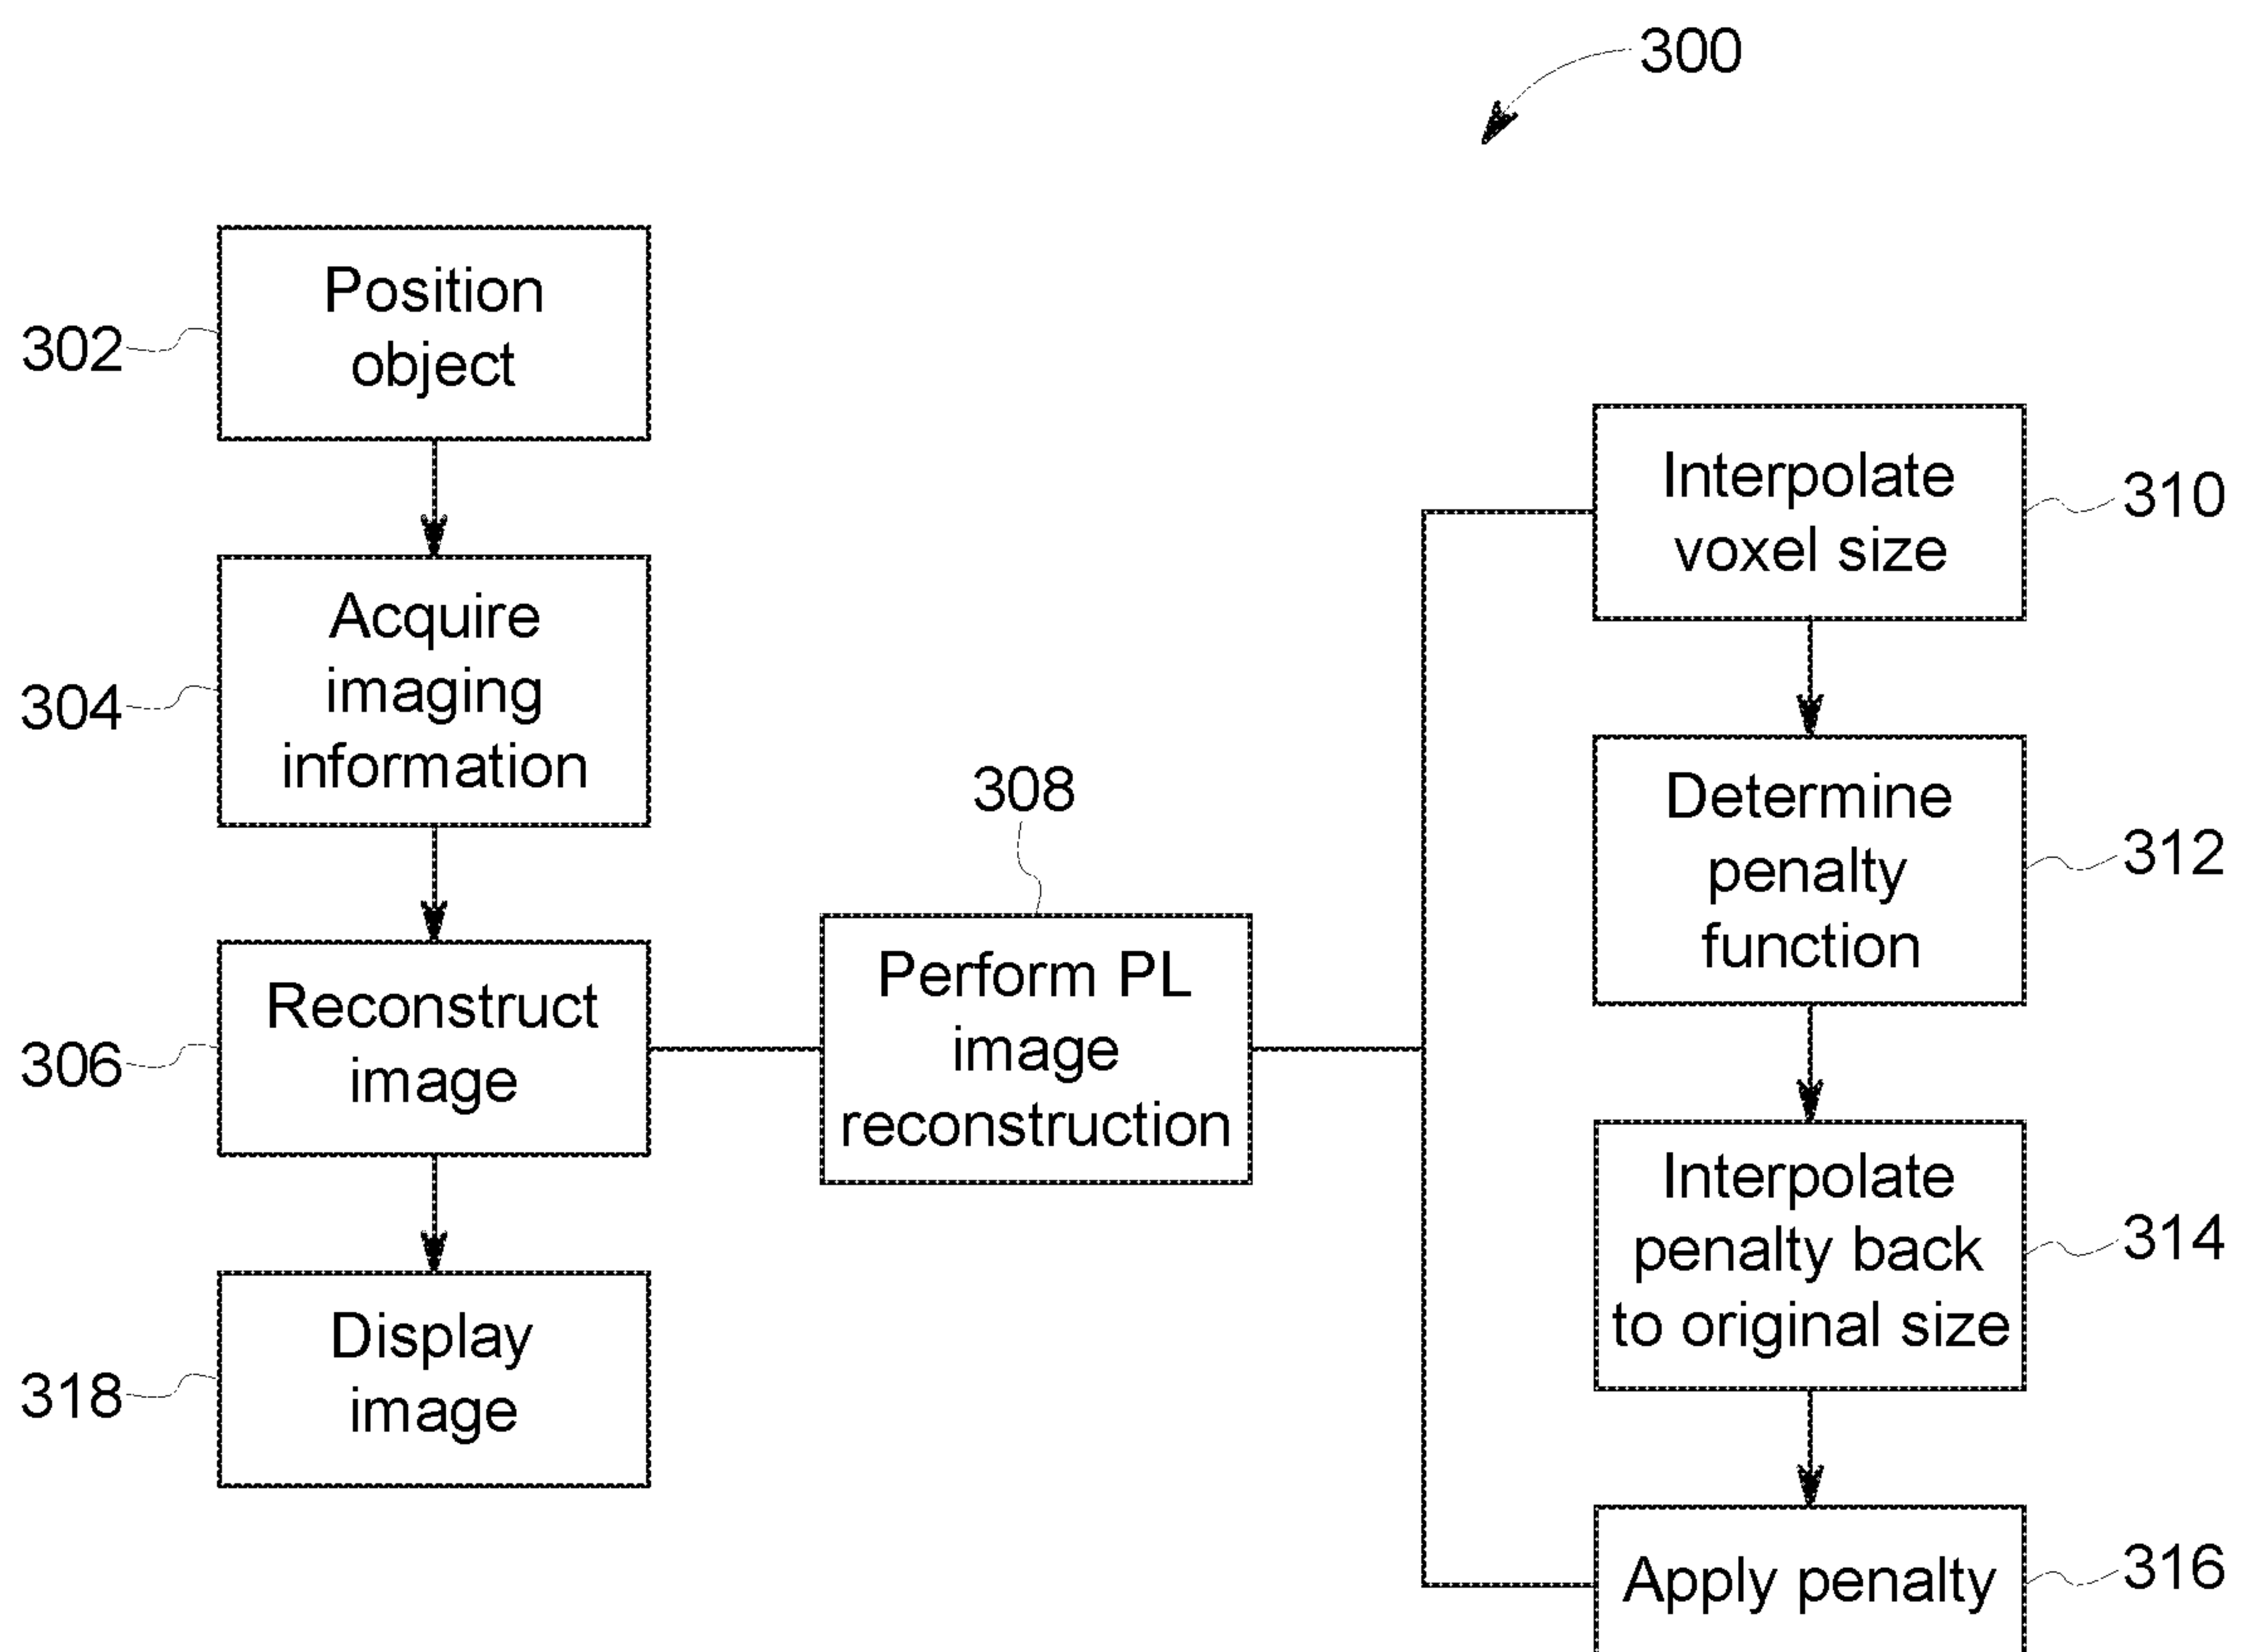 300
302
Position
object
304
Acquire
imaging
information
306
Reconstruct
image
318
Display
image
308
Perform PL
image
reconstruction
Interpolate
voxel size
310
Determine
penalty
function
312
Interpolate
penalty back
to original size
314
Apply penalty
316